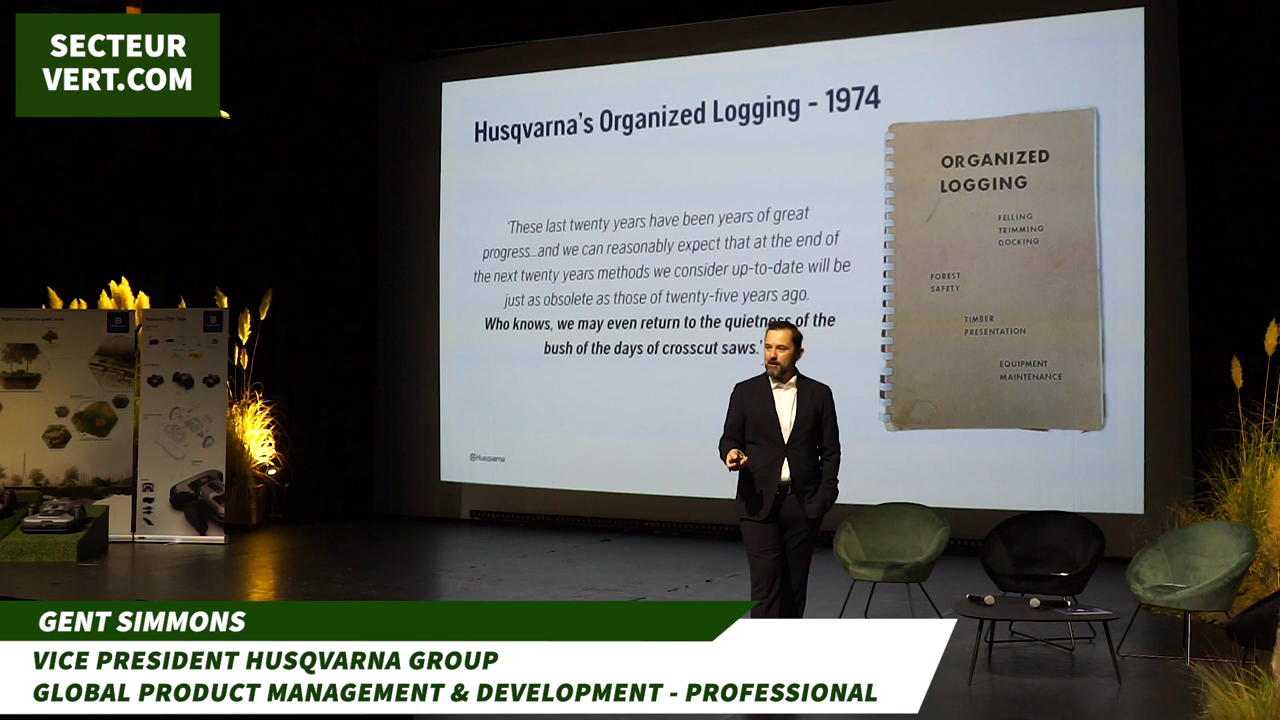 SECTEUR
VERT.COM
Husqvarna's Organized Logging - 1974
'These last twenty years have been years of great
progress...and we can reasonably expect that at the end of
the next twenty years methods we consider up-to-date will be
just as obsolete as those of twenty-five years ago.
Who knows, we may even return to the quietness of the
bush of the days of crosscut saws.'
ORGANIZED
LOGGING
FELLING
TRIMMING
DOCKING
FOREST
SAFETY
TIMBER
PRESENTATION
EQUIPMENT
MAINTENANCE
Husqvarna
GENT SIMMONS
VICE PRESIDENT HUSQVARNA GROUP
GLOBAL PRODUCT MANAGEMENT & DEVELOPMENT - PROFESSIONAL